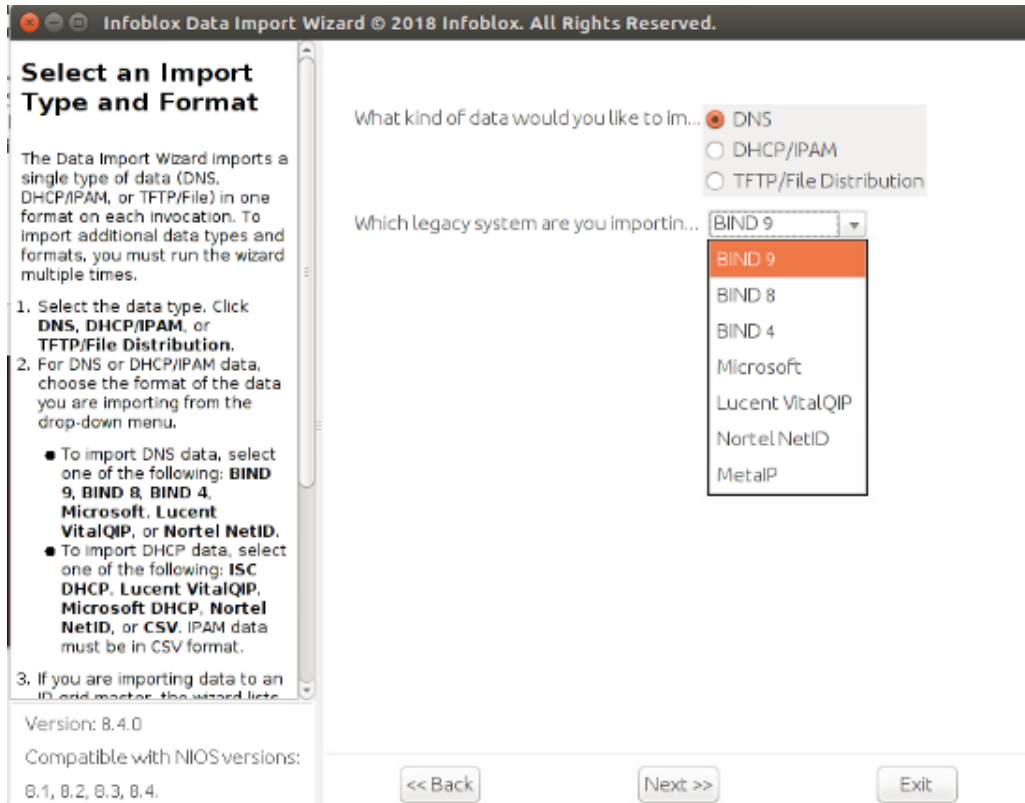 Infoblox Data Import Wizard © 2018 Infoblox. All Rights Reserved.
Select an Import
Type and Format
The Data Import Wizard imports a
single type of data (DNS,
DHCP/IPAM, or TFTP/File) in one
format on each invocation. To
import additional data types and
formats, you must run the wizard
multiple times.
1. Select the data type. Click
DNS, DHCP/IPAM, or
TFTP/File Distribution.
2. For DNS or DHCP/IPAM data,
choose the format of the data
you are importing from the
drop-down menu.
To import DNS data, select
one of the following: BIND
9, BIND 8, BIND 4,
Microsoft, Lucent
VitalQIP, or Nortel NetID.
To import DHCP data, select
one of the following: ISC
DHCP, Lucent VitalQIP,
Microsoft DHCP, Nortel
NetID, or CSV. IPAM data
must be in CSV format.
3. If you are importing data to an
ID grid master, the wizard lists
Version: 8.4.0
Compatible with NIOS versions:
8.1, 8.2, 8.3, 8.4.
What kind of data would you like to im...
DNS
DHCP/IPAM
TFTP/File Distribution
Which legacy system are you importin...
BIND 9
BIND 9
BIND 8
BIND 4
Microsoft
Lucent VitalQIP
Nortel NetID
MetaIP
<< Back
Next >>
Exit